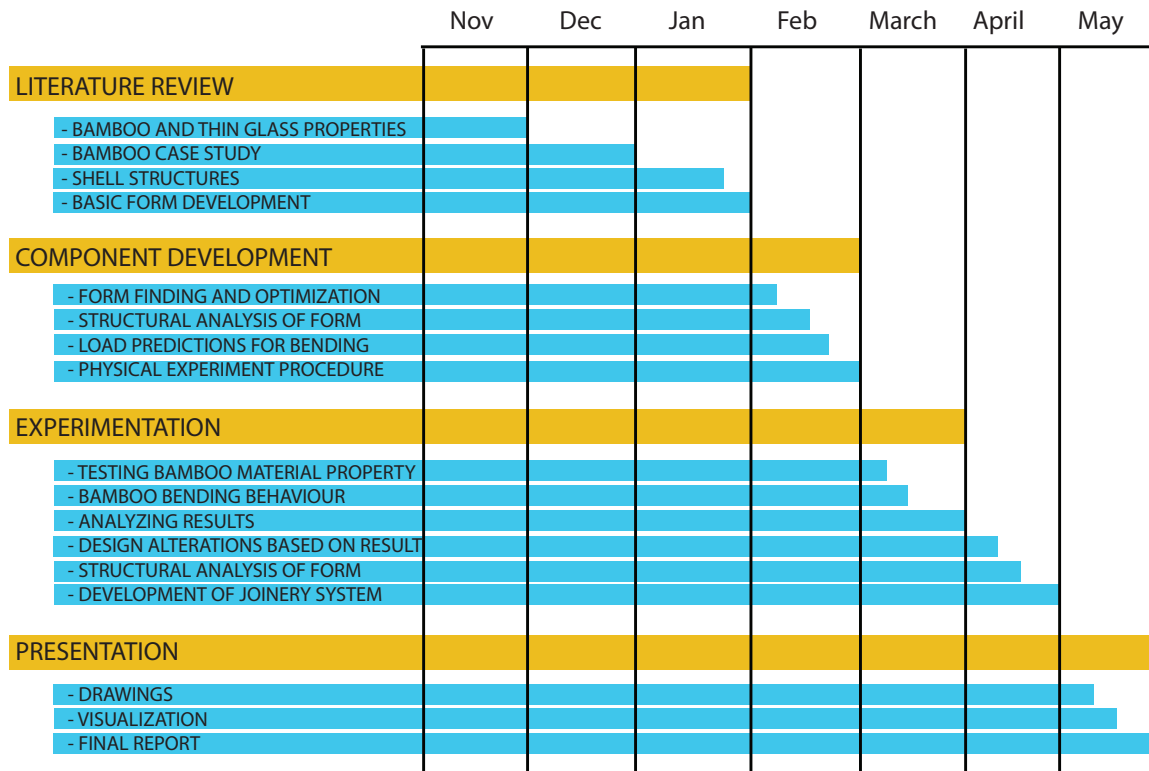 Nov Dec Jan Feb March April May
LITERATURE REVIEW
- BAMBOO AND THIN GLASS PROPERTIES
- BAMBOO CASE STUDY
- SHELL STRUCTURES
- BASIC FORM DEVELOPMENT
COMPONENT DEVELOPMENT
- FORM FINDING AND OPTIMIZATION
- STRUCTURAL ANALYSIS OF FORM
- LOAD PREDICTIONS FOR BENDING
- PHYSICAL EXPERIMENT PROCEDURE
EXPERIMENTATION
- TESTING BAMBOO MATERIAL PROPERTY
- BAMBOO BENDING BEHAVIOUR
- ANALYZING RESULTS
- DESIGN ALTERATIONS BASED ON RESULT
- STRUCTURAL ANALYSIS OF FORM
- DEVELOPMENT OF JOINERY SYSTEM
PRESENTATION
- DRAWINGS
- VISUALIZATION
- FINAL REPORT